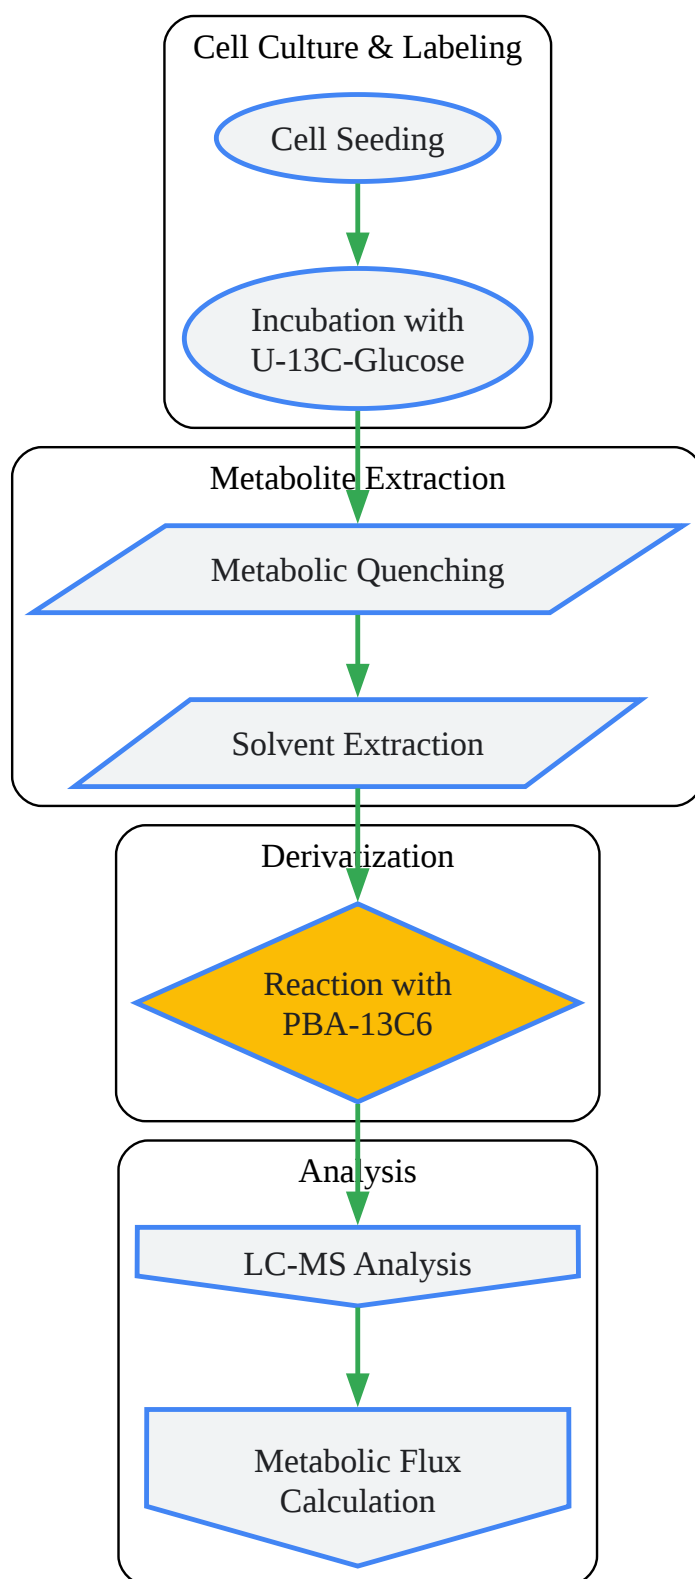 Cell Culture & Labeling
Cell Seeding
Incubation with
U-13C-Glucose
Metabolite Extraction
Metabolic Quenching
Solvent Extraction
Derivatization
Reaction with
PBA-13C6
Analysis
LC-MS Analysis
Metabolic Flux
Calculation